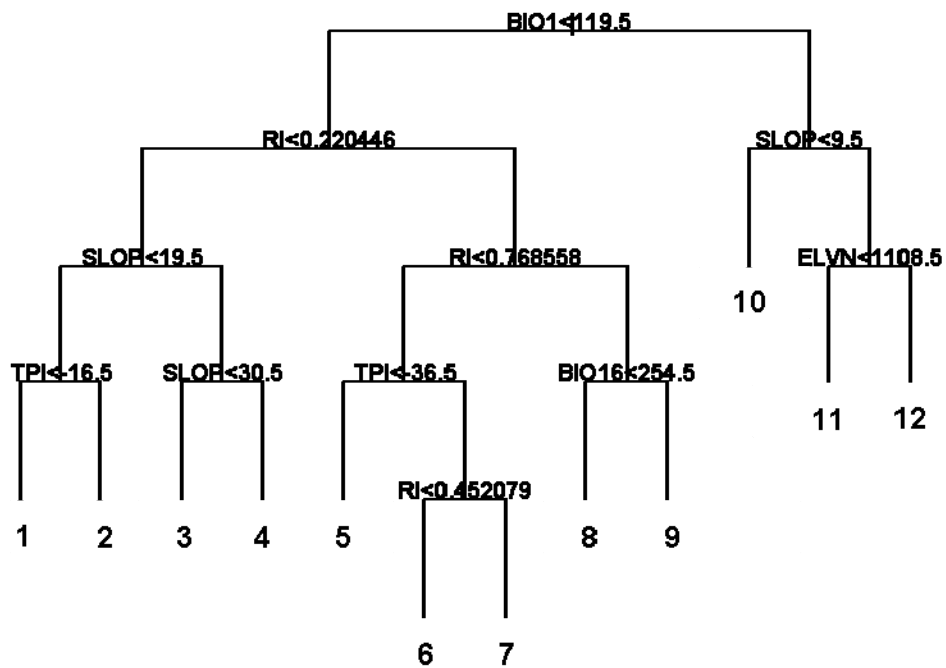 BIO1<119.5
RI<0.220446
SLOP<9.5
SLOP<19.5
RI<0.768558
ELVN<1108.5
10
TPI<-16.5
SLOP<30.5
TPI<-36.5
BIO16<254.5
11
12
RI<0.452079
1
2
3
4
5
8
9
6
7